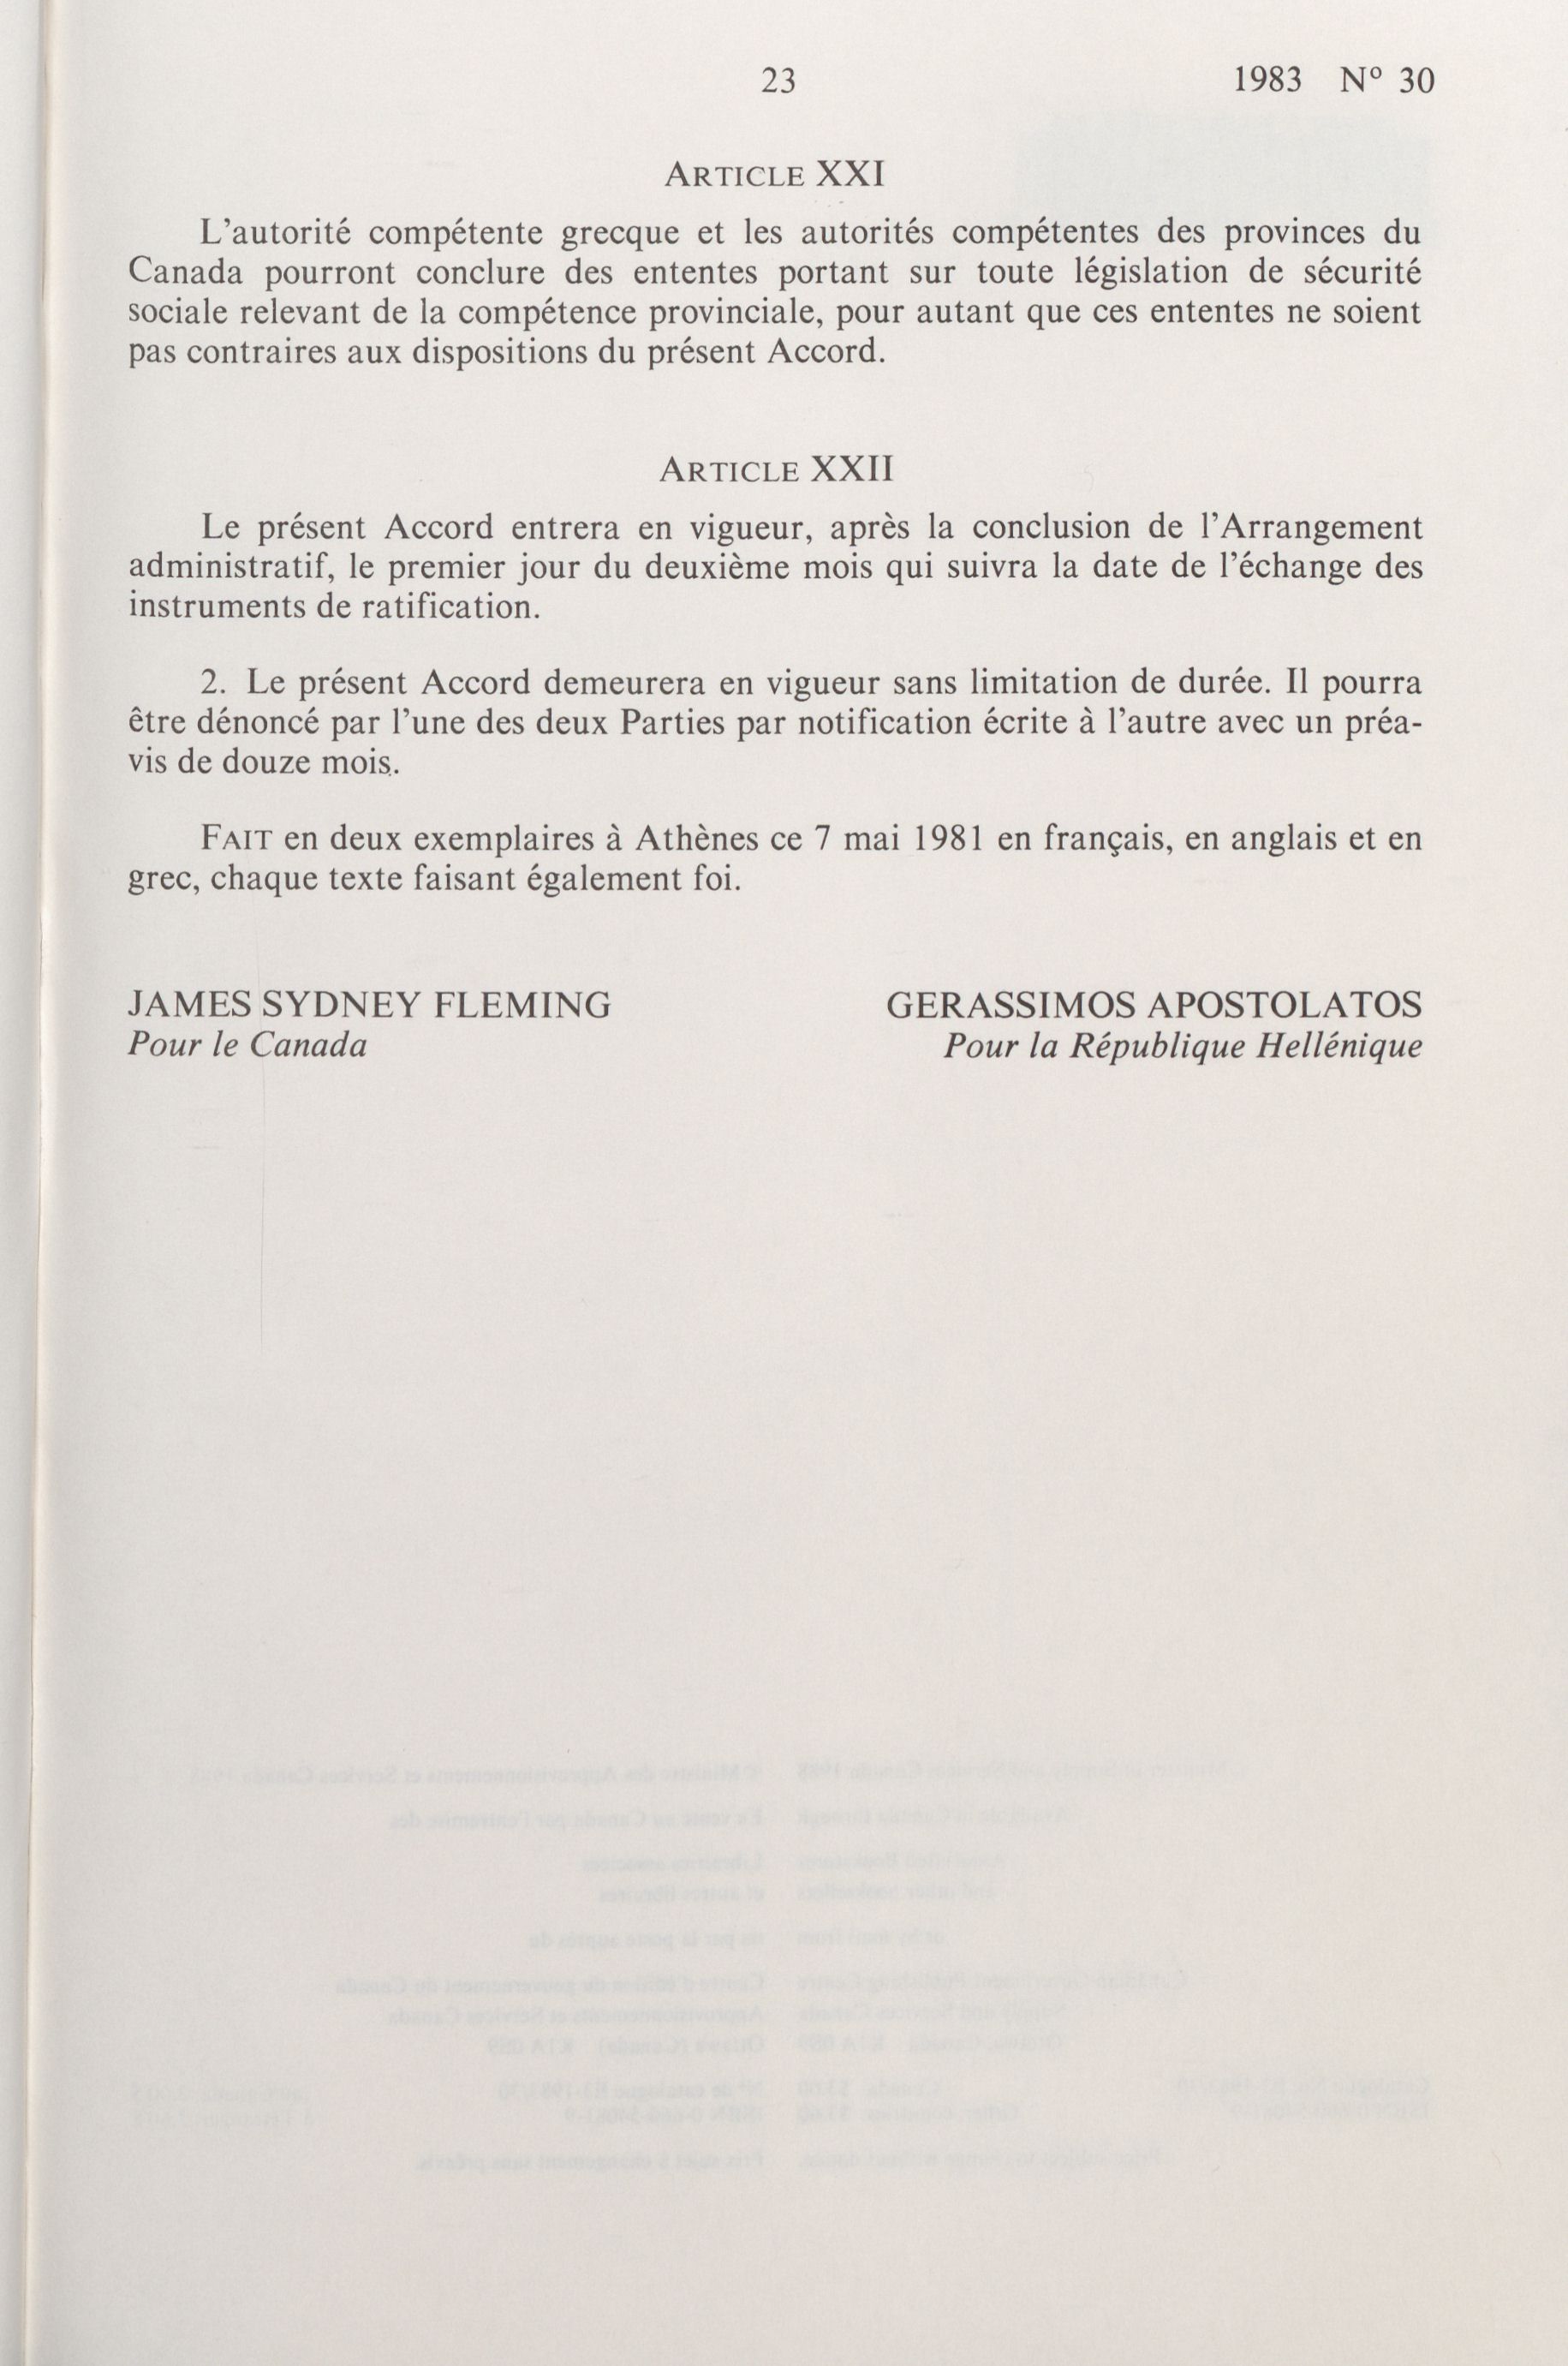 23
1983 Nº 30
ARTICLE XXI
L'autorité compétente grecque et les autorités compétentes des provinces du
Canada pourront conclure des ententes portant sur toute législation de sécurité
sociale relevant de la compétence provinciale, pour autant que ces ententes ne soient
pas contraires aux dispositions du présent Accord.
ARTICLE XXII
Le présent Accord entrera en vigueur, après la conclusion de l'Arrangement
administratif, le premier jour du deuxième mois qui suivra la date de l'échange des
instruments de ratification.
2. Le présent Accord demeurera en vigueur sans limitation de durée. Il pourra
être dénoncé par l'une des deux Parties par notification écrite à l'autre avec un préa-
vis de douze mois.
FAIT en deux exemplaires à Athènes ce 7 mai 1981 en français, en anglais et en
grec, chaque texte faisant également foi.
JAMES SYDNEY FLEMING
Pour le Canada
GERASSIMOS APOSTOLATOS
Pour la République Hellénique